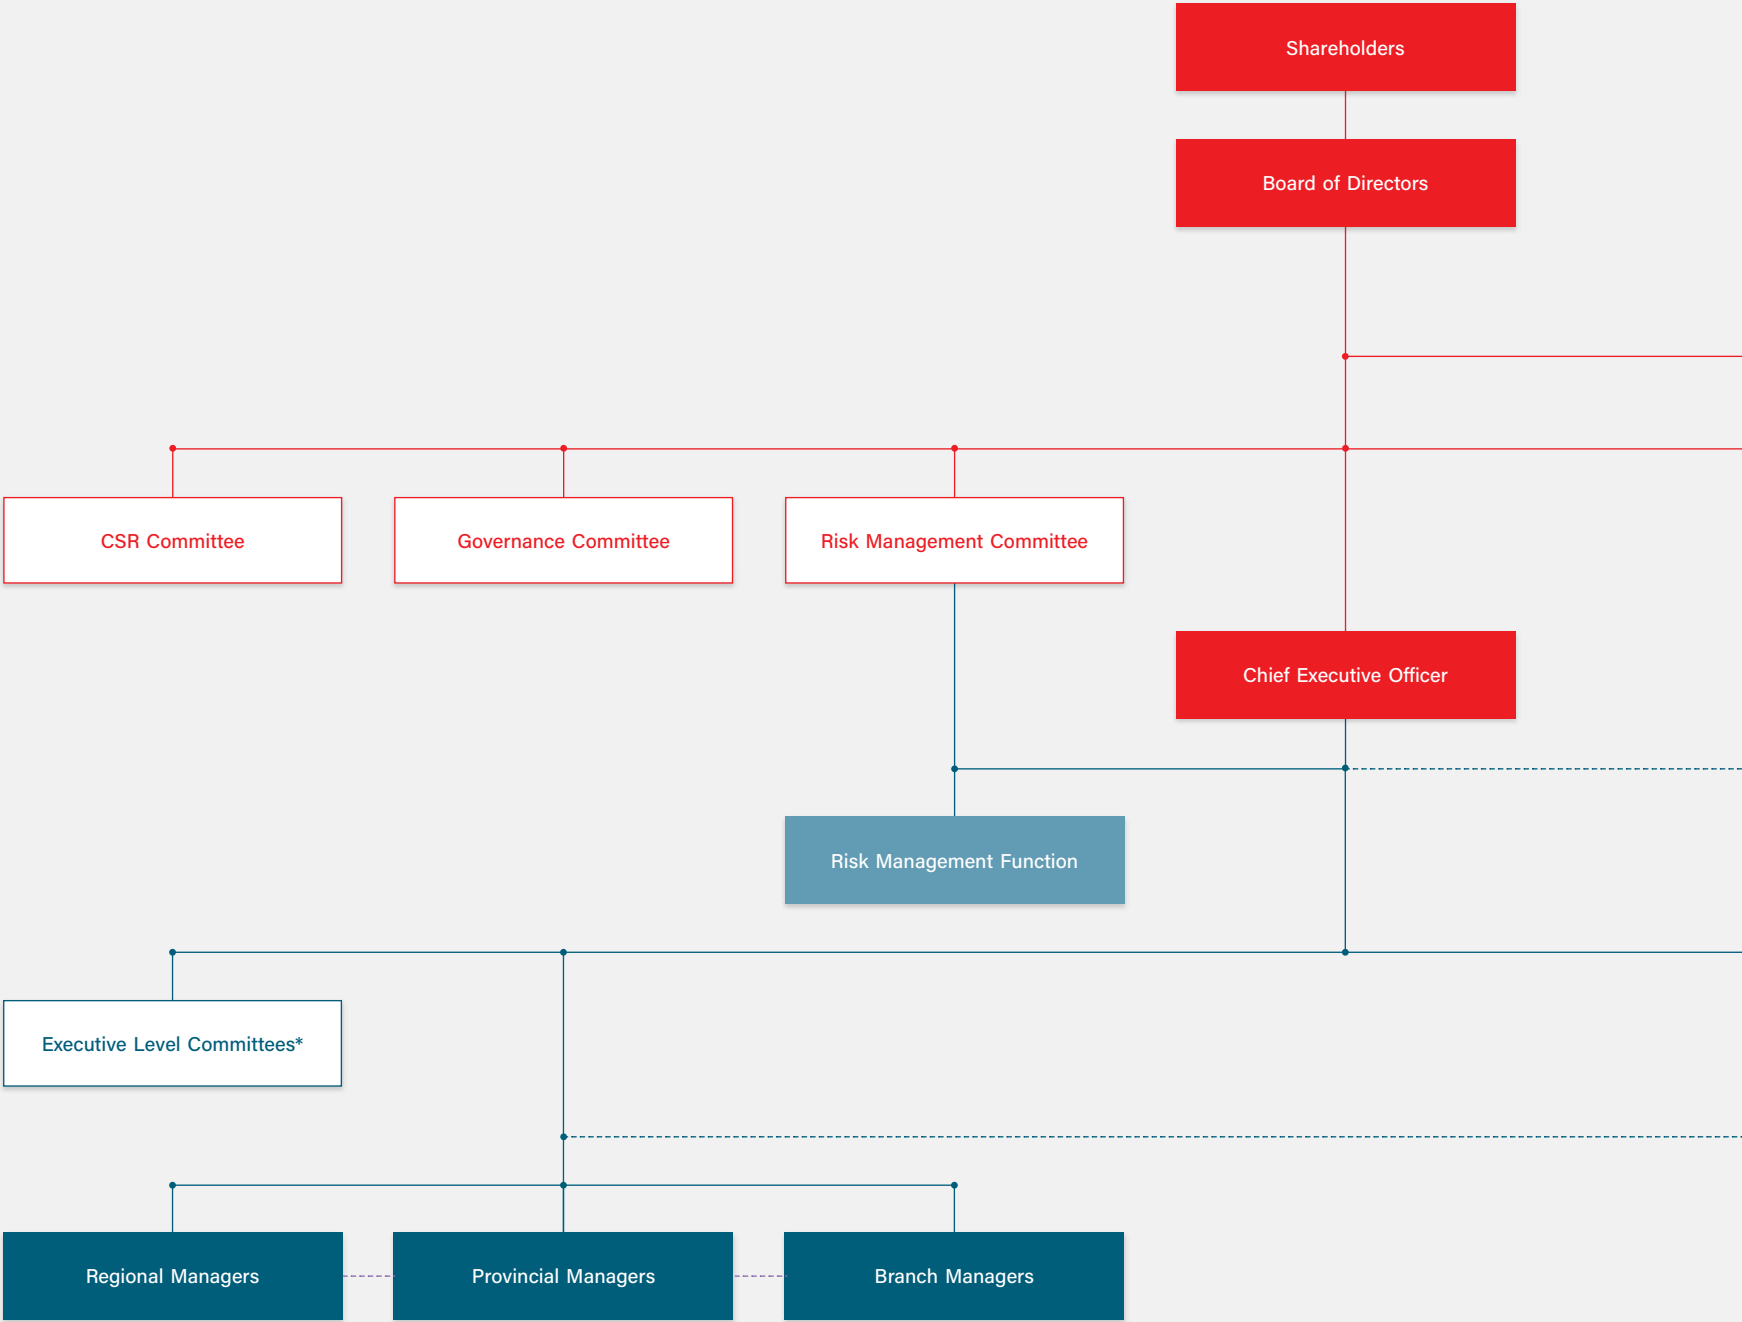 Shareholders
Board of Directors
CSR Committee
Governance Committee
Risk Management Committee
Chief Executive Officer
Risk Management Function
Executive Level Committees*
Regional Managers
Provincial Managers
Branch Managers